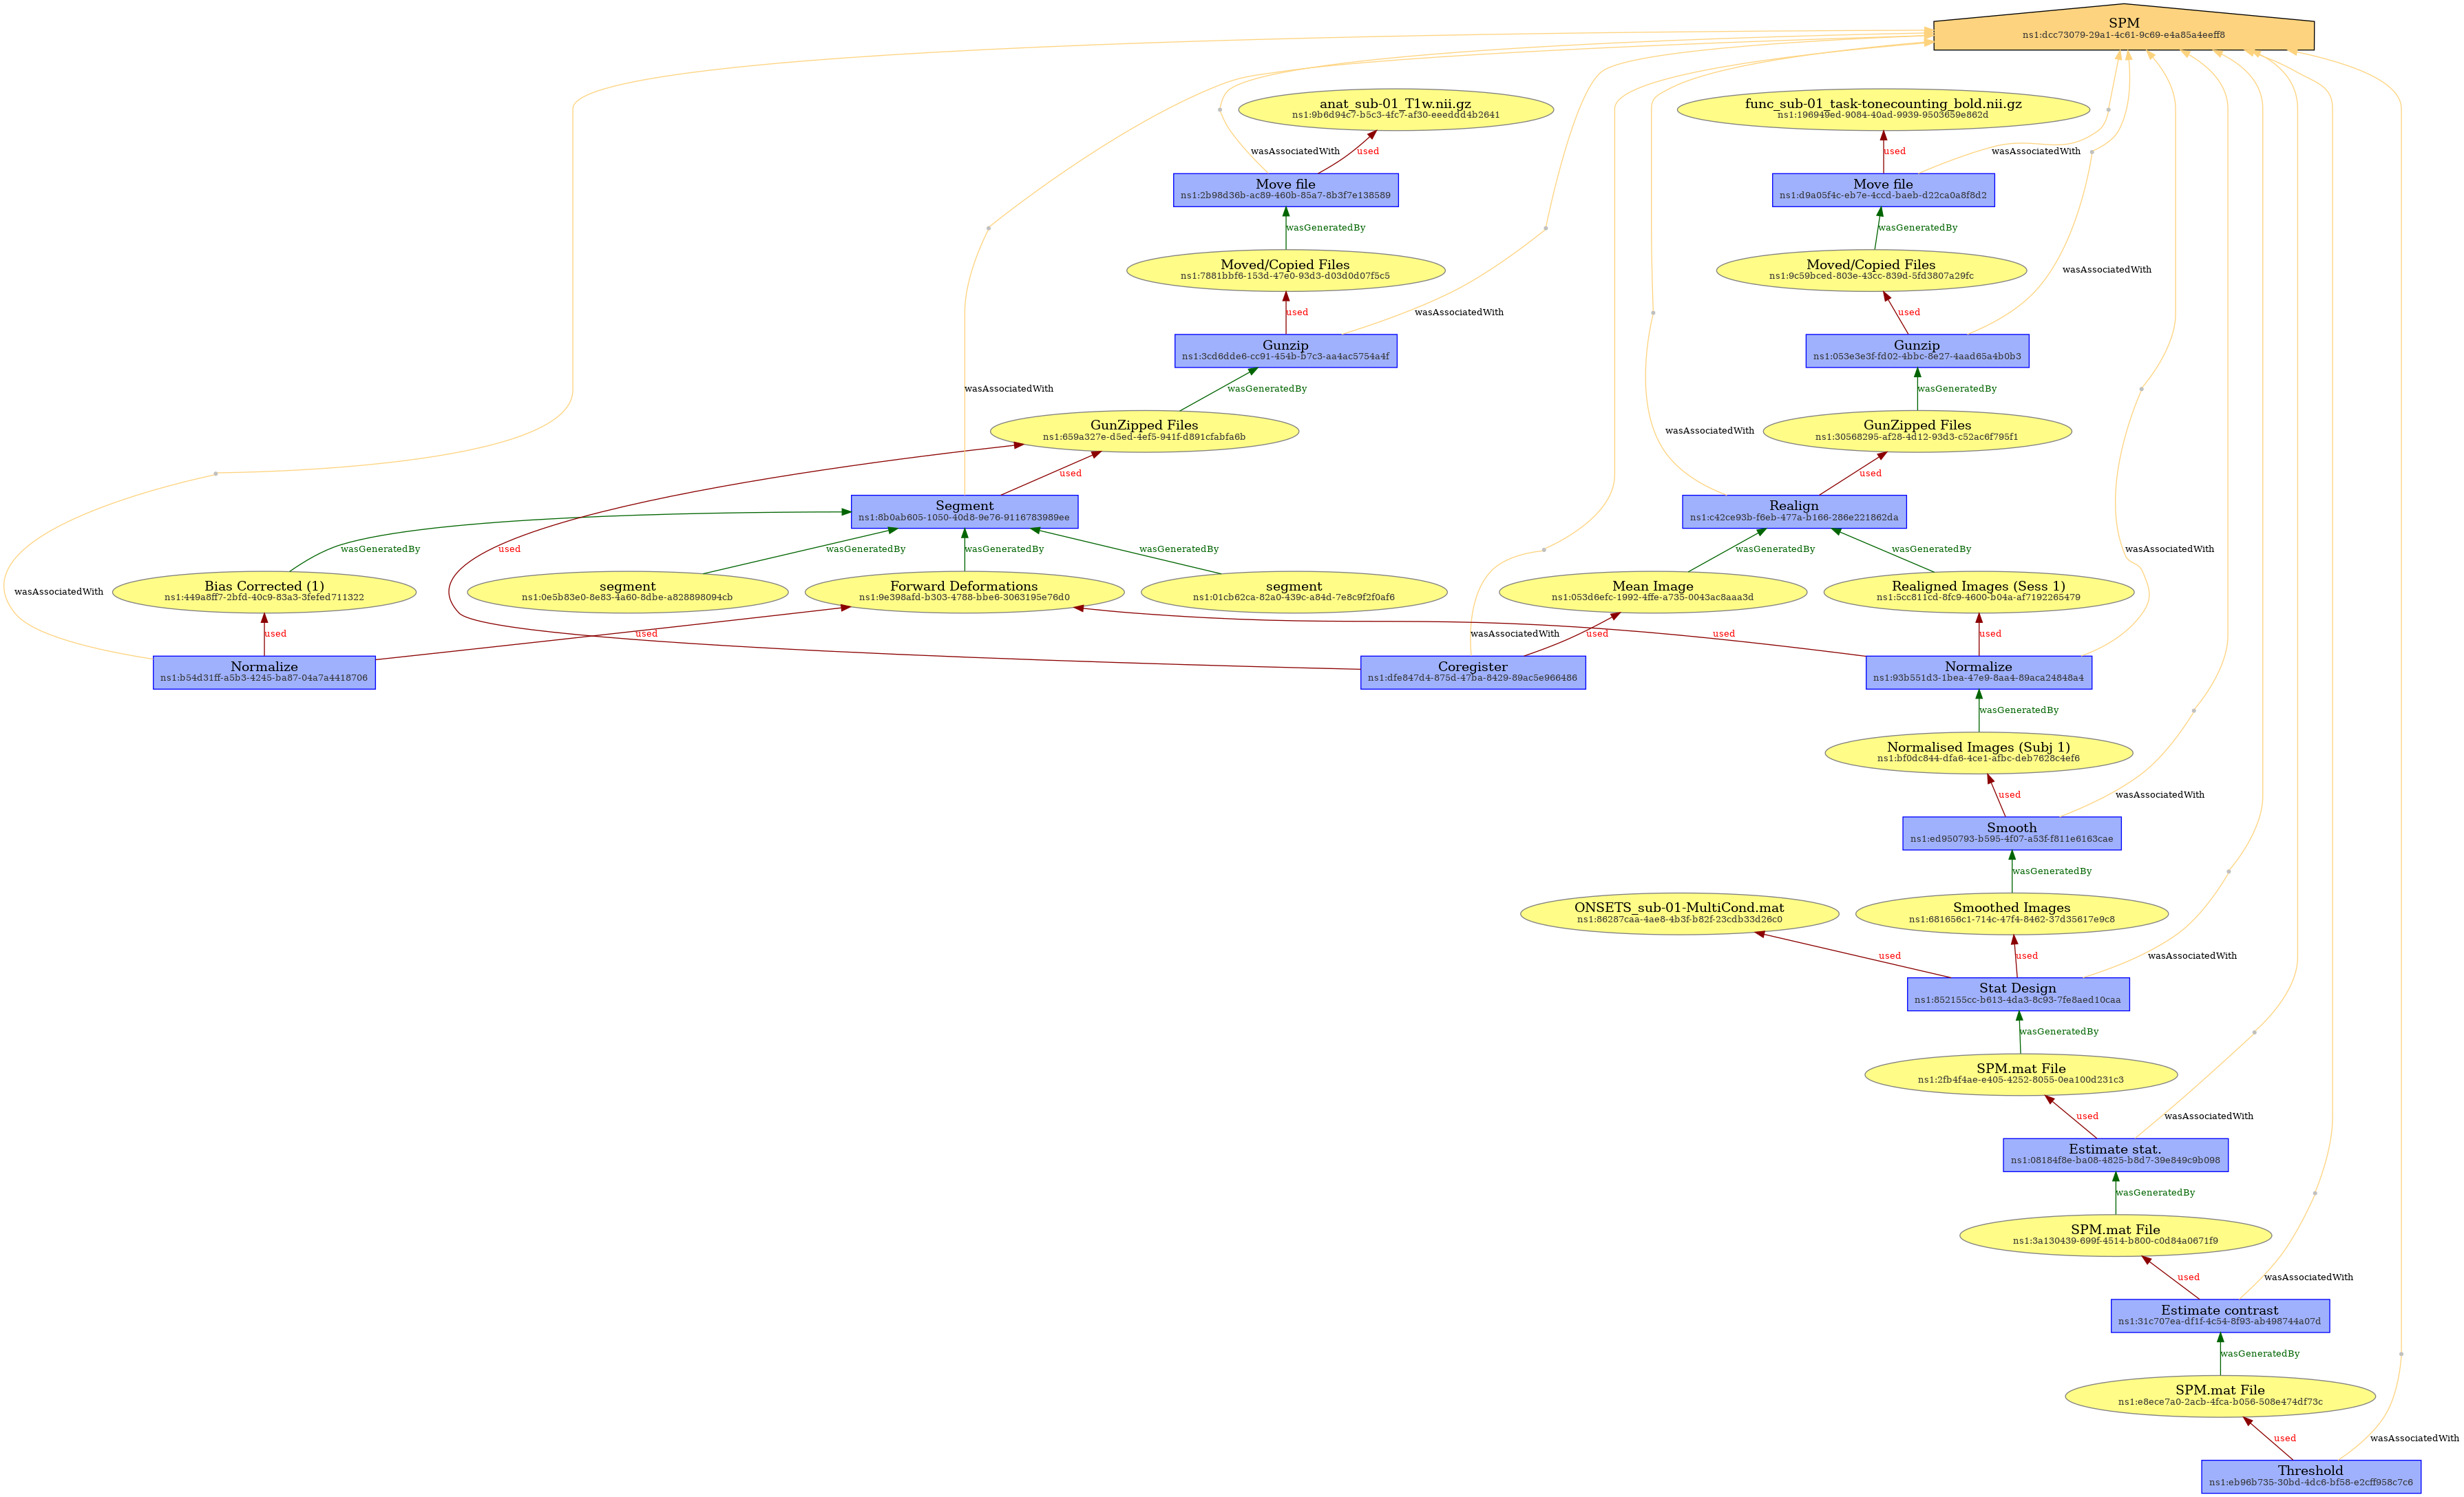 SPM
ns1:dcc73079-29a1-4c61-9c69-e4a85a4eeff8
anat_sub-01_T1w.nii.gz
ns1:9b6d94c7-b5c3-4fc7-af30-eeeddd4b2641
func_sub-01_task-tonecounting_bold.nii.gz
ns1:196949ed-9084-40ad-9939-9503659e862d
wasAssociatedWith
used
used
wasAssociatedWith
Move file
ns1:2b98d36b-ac89-460b-85a7-8b3f7e138589
Move file
ns1:d9a05f4c-eb7e-4ccd-baeb-d22ca0a8f8d2
wasGeneratedBy
wasGeneratedBy
Moved/Copied Files
ns1:7881bbf6-153d-47e0-93d3-d03d0d07f5c5
Moved/Copied Files
ns1:9c59bced-803e-43cc-839d-5fd3807a29fc
wasAssociatedWith
used
wasAssociatedWith
used
Gunzip
ns1:3cd6dde6-cc91-454b-b7c3-aa4ac5754a4f
Gunzip
ns1:053e3e3f-fd02-4bbc-8e27-4aad65a4b0b3
wasAssociatedWith
wasGeneratedBy
wasGeneratedBy
GunZipped Files
ns1:659a327e-d5ed-4ef5-941f-d891cfabfa6b
wasAssociatedWith
GunZipped Files
ns1:30568295-af28-4d12-93d3-c52ac6f795f1
used
used
Segment
ns1:8b0ab605-1050-40d8-9e76-9116783989ee
Realign
ns1:c42ce93b-f6eb-477a-b166-286e221862da
wasGeneratedBy
used
wasGeneratedBy
wasGeneratedBy
wasGeneratedBy
wasGeneratedBy
wasGeneratedBy
wasAssociatedWith
wasAssociatedWith
Bias Corrected (1)
ns1:449a8ff7-2bfd-40c9-83a3-3fefed711322
segment
ns1:0e5b83e0-8e83-4a60-8dbe-a828898094cb
Forward Deformations
ns1:9e398afd-b303-4788-bbe6-3063195e76d0
segment
ns1:01cb62ca-82a0-439c-a84d-7e8c9f2f0af6
Mean Image
ns1:053d6efc-1992-4ffe-a735-0043ac8aaa3d
Realigned Images (Sess 1)
ns1:5cc811cd-8fc9-4600-b04a-af7192265479
used
used
wasAssociatedWith
used
used
used
Normalize
ns1:b54d31ff-a5b3-4245-ba87-04a7a4418706
Coregister
ns1:dfe847d4-875d-47ba-8429-89ac5e966486
Normalize
ns1:93b551d3-1bea-47e9-8aa4-89aca24848a4
wasGeneratedBy
Normalised Images (Subj 1)
ns1:bf0dc844-dfa6-4ce1-afbc-deb7628c4ef6
used
wasAssociatedWith
Smooth
ns1:ed950793-b595-4f07-a53f-f811e6163cae
wasGeneratedBy
ONSETS_sub-01-MultiCond.mat
ns1:86287caa-4ae8-4b3f-b82f-23cdb33d26c0
Smoothed Images
ns1:681656c1-714c-47f4-8462-37d35617e9c8
used
used
wasAssociatedWith
Stat Design
ns1:852155cc-b613-4da3-8c93-7fe8aed10caa
wasGeneratedBy
SPM.mat File
ns1:2fb4f4ae-e405-4252-8055-0ea100d231c3
used
wasAssociatedWith
Estimate stat.
ns1:08184f8e-ba08-4825-b8d7-39e849c9b098
wasGeneratedBy
SPM.mat File
ns1:3a130439-699f-4514-b800-c0d84a0671f9
used
wasAssociatedWith
Estimate contrast
ns1:31c707ea-df1f-4c54-8f93-ab498744a07d
wasGeneratedBy
SPM.mat File
ns1:e8ece7a0-2acb-4fca-b056-508e474df73c
used
wasAssociatedWith
Threshold
ns1:eb96b735-30bd-4dc6-bf58-e2cff958c7c6